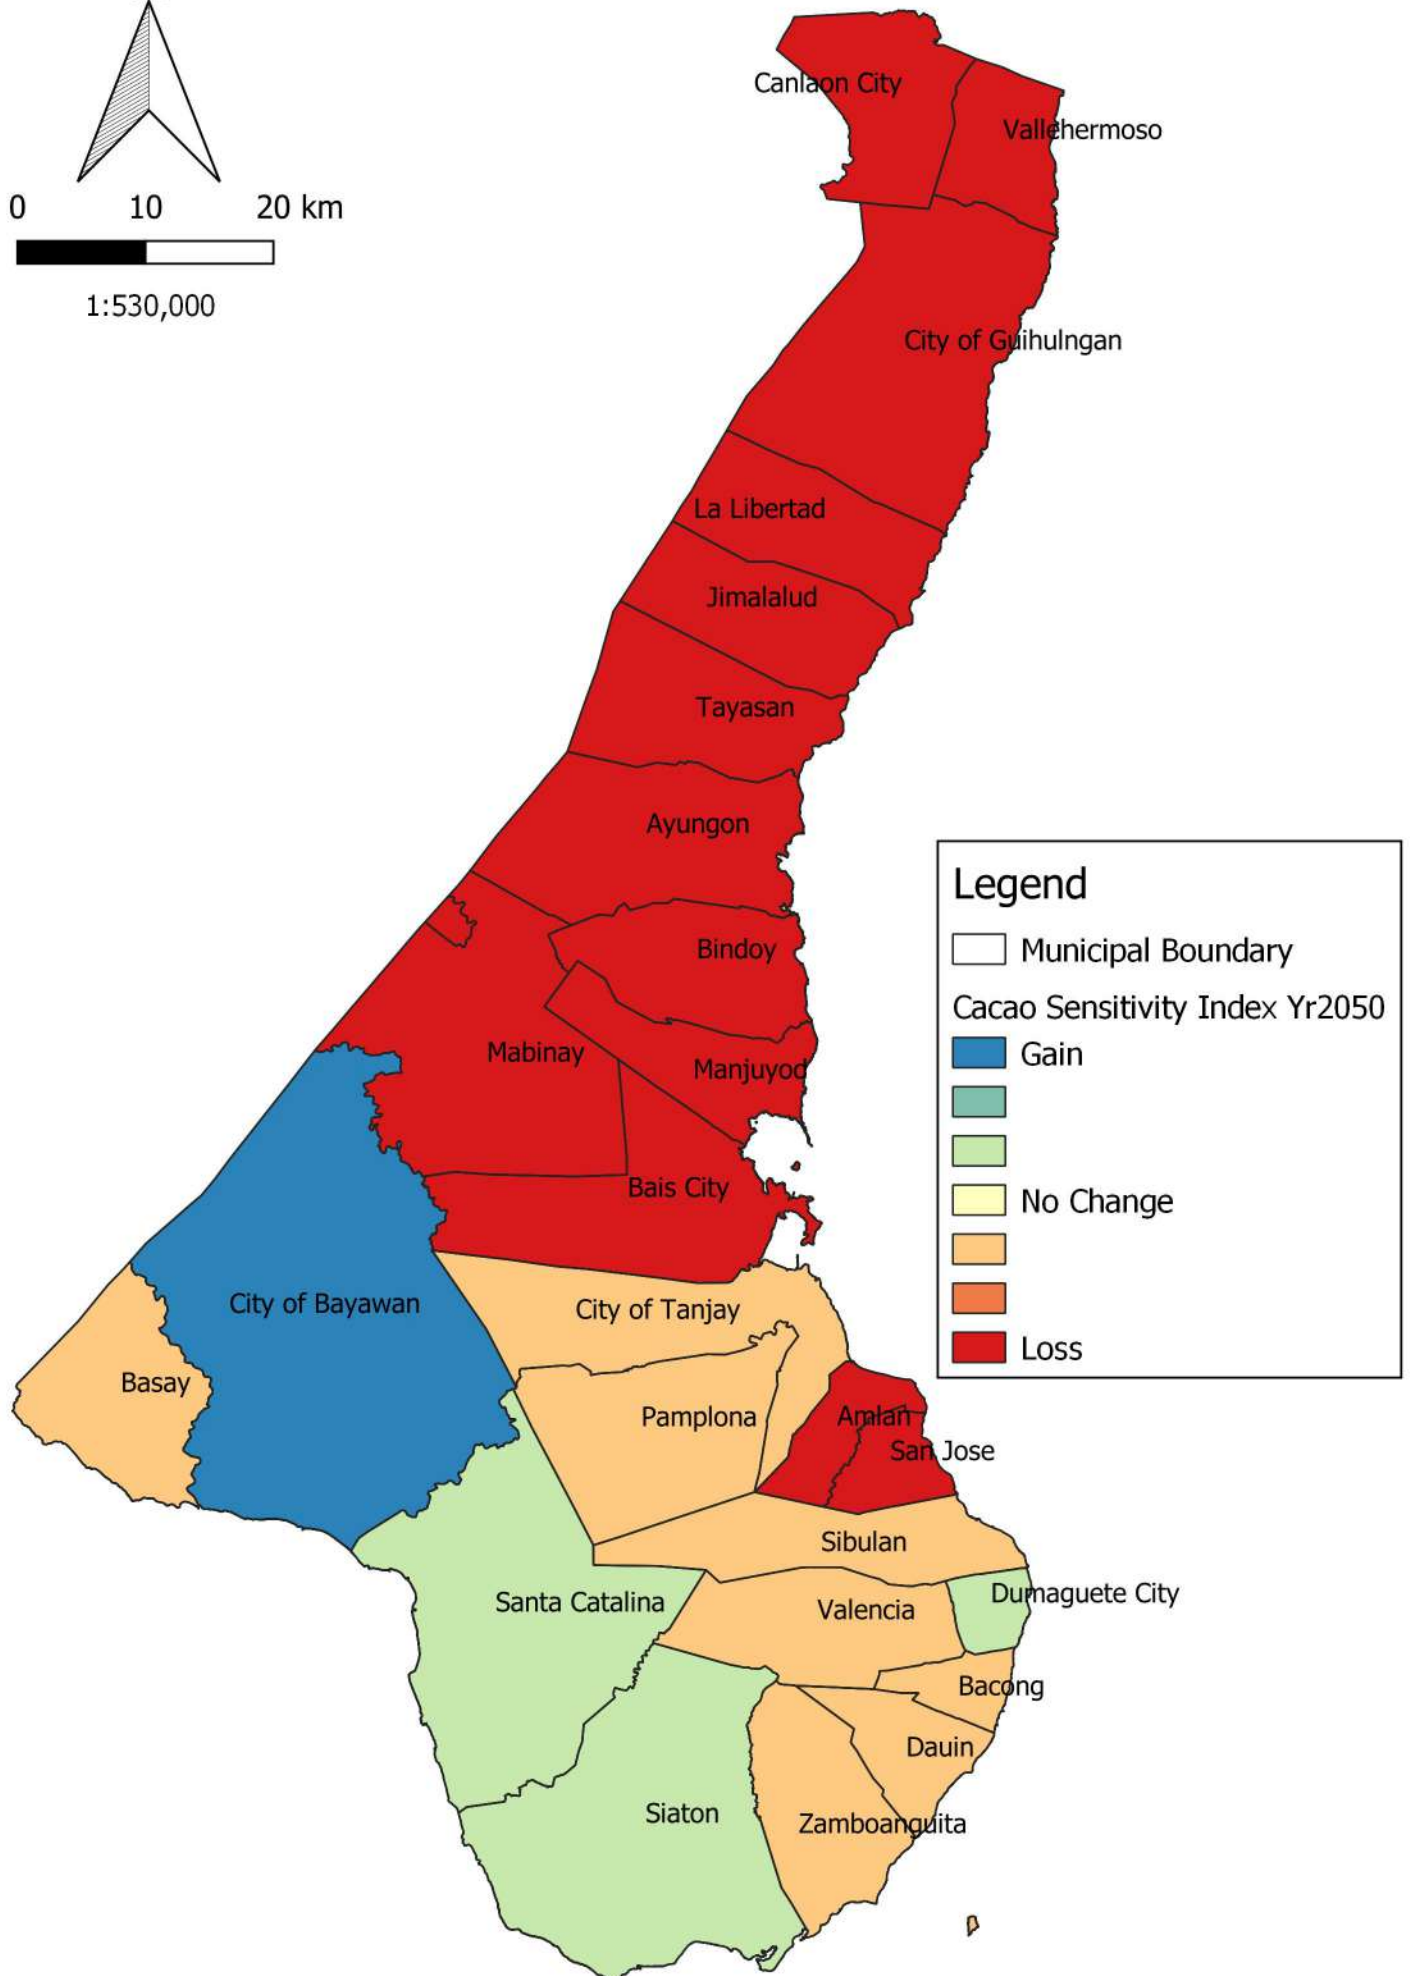 Canlaon City
Vallehermoso
0 10 20 km
1:530,000
City of Guihulngan
La Libertad
Jimalalud
Tayasan
Ayungon
Bindoy
Mabinay
Manjuyod
Bais City
City of Bayawan
City of Tanjay
Basay
Pamplona
Amlan
San Jose
Sibulan
Santa Catalina
Valencia
Dumaguete City
Bacong
Dauin
Siaton
Zamboanguita
Legend
Municipal Boundary
Cacao Sensitivity Index Yr2050
Gain
No Change
Loss